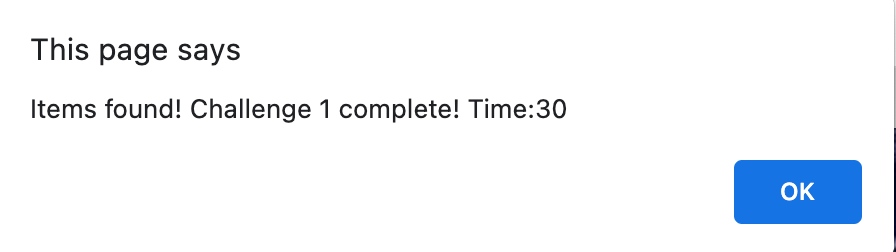 This page says
Items found! Challenge 1 complete! Time:30
OK